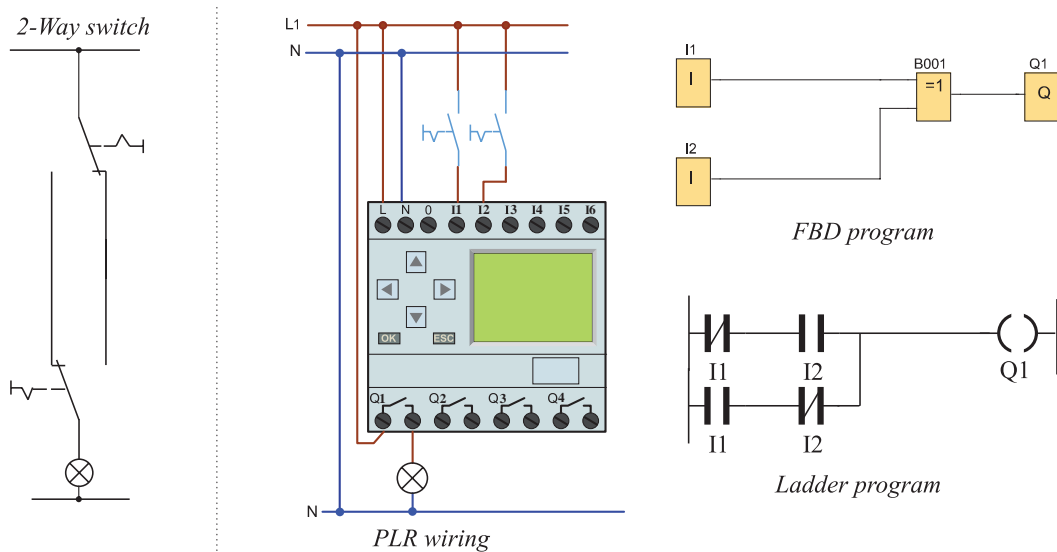 2-Way switch
L1
N
L N 0 I1 I2 I3 I4 I5 I6
OK ESC
Q1 Q2 Q3 Q4
N
PLR wiring
I1
I
B001
=1
Q1
Q
I2
I
FBD program
I1 I2 Q1
I1 I2
Ladder program